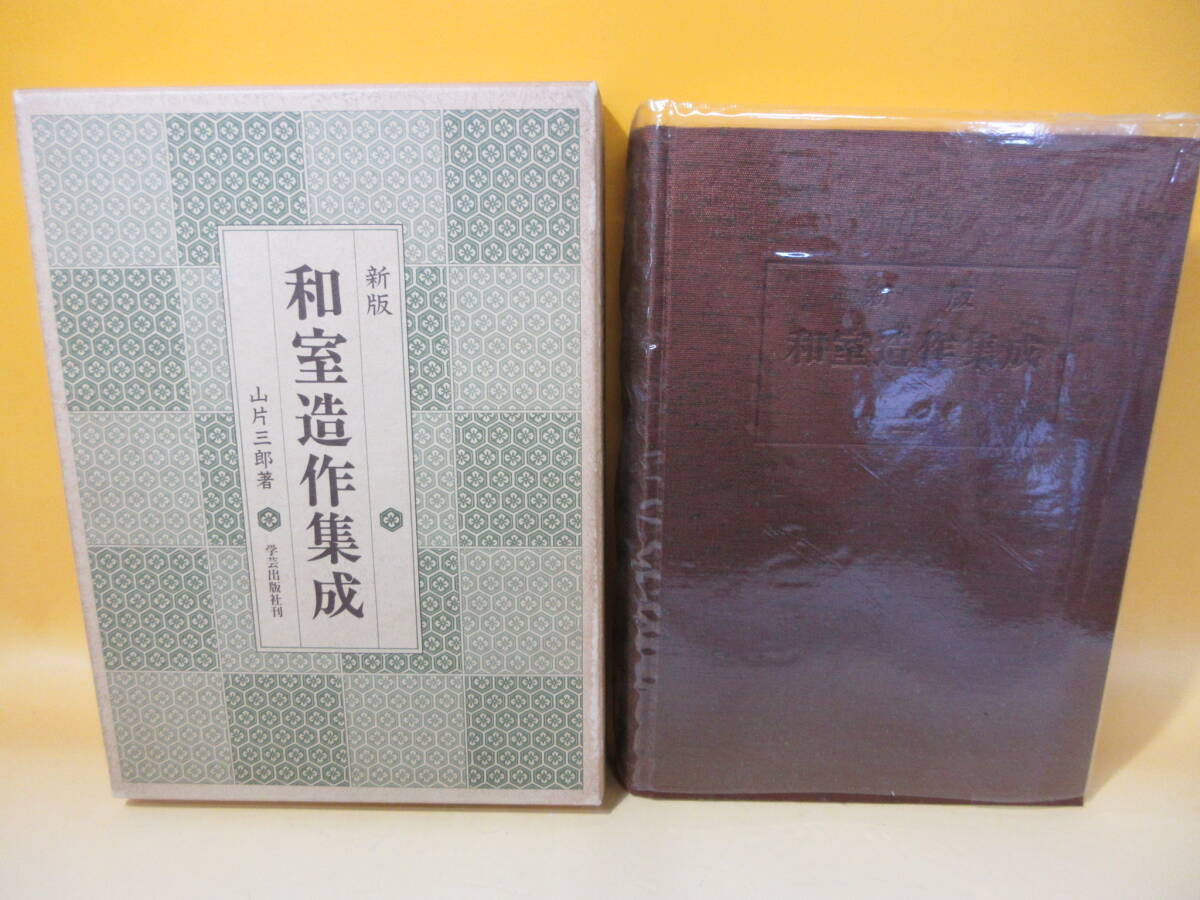 新版
和室造作集成
山片三郎著
学芸出版社刊
新版
和室造作集成